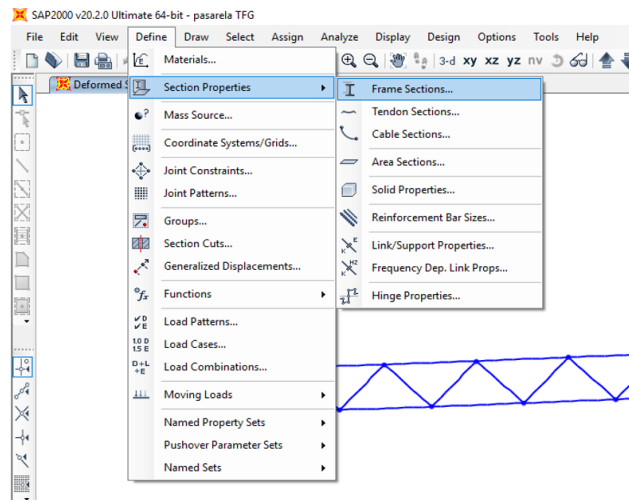 SAP2000 v20.2.0 Ultimate 64-bit - pasarela TFG
File Edit View Define Draw Select Assign Analyze Display Design Options Tools Help
3-d xy xz yz nv
Deformed S
Materials...
Section Properties
Mass Source...
Coordinate Systems/Grids...
Joint Constraints...
Joint Patterns...
Groups...
Section Cuts...
Generalized Displacements...
Functions
Load Patterns...
Load Cases...
Load Combinations...
Moving Loads
Named Property Sets
Pushover Parameter Sets
Named Sets
Frame Sections...
Tendon Sections...
Cable Sections...
Area Sections...
Solid Properties...
Reinforcement Bar Sizes...
Link/Support Properties...
Frequency Dep. Link Props...
Hinge Properties...